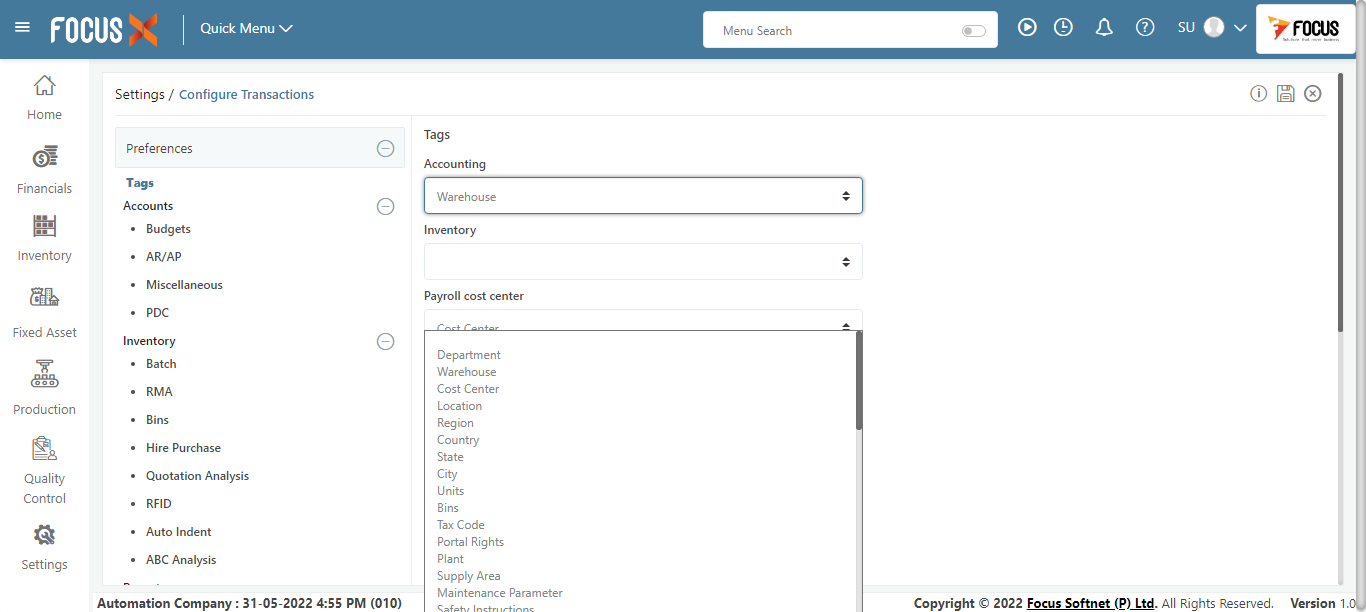 FOCUS X
Quick Menu
Menu Search
SU
FOCUS
Home
Financials
Inventory
Fixed Asset
Production
Quality
Control
Settings
Settings / Configure Transactions
Preferences
Tags
Accounts
Budgets
AR/AP
Miscellaneous
PDC
Inventory
Batch
RMA
Bins
Hire Purchase
Quotation Analysis
RFID
Auto Indent
ABC Analysis
Tags
Accounting
Warehouse
Inventory
Payroll cost center
Cost Center
Department
Warehouse
Cost Center
Location
Region
Country
State
City
Units
Bins
Tax Code
Portal Rights
Plant
Supply Area
Maintenance Parameter
Safety Instructions
Automation Company : 31-05-2022 4:55 PM (010)
Copyright © 2022 Focus Softnet (P) Ltd. All Rights Reserved.
Version 1.0